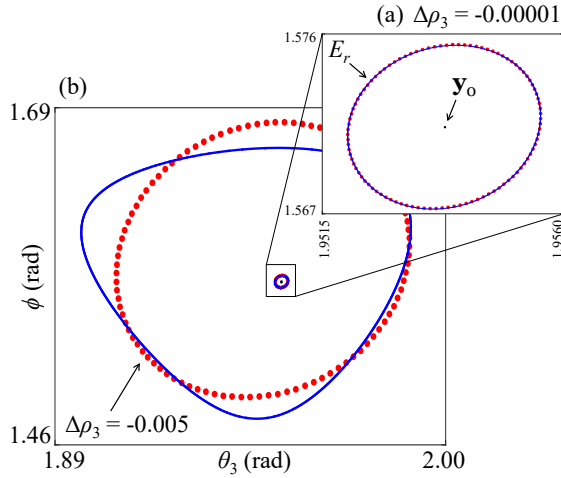 (a) Δρ₃ = -0.00001
1.576
Eᵣ
yₒ
1.567
1.9515
1.9560
(b)
1.69
ϕ (rad)
Δρ₃ = -0.005
1.46
1.89
θ₃ (rad)
2.00